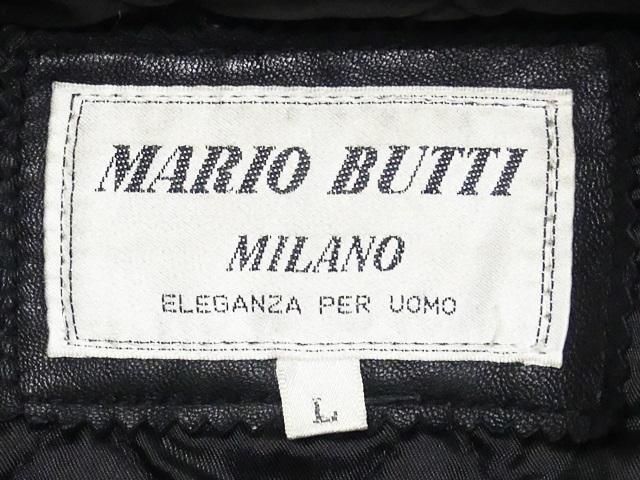 MARIO BUTTI
MILANO
ELEGANZA PER UOMO
L